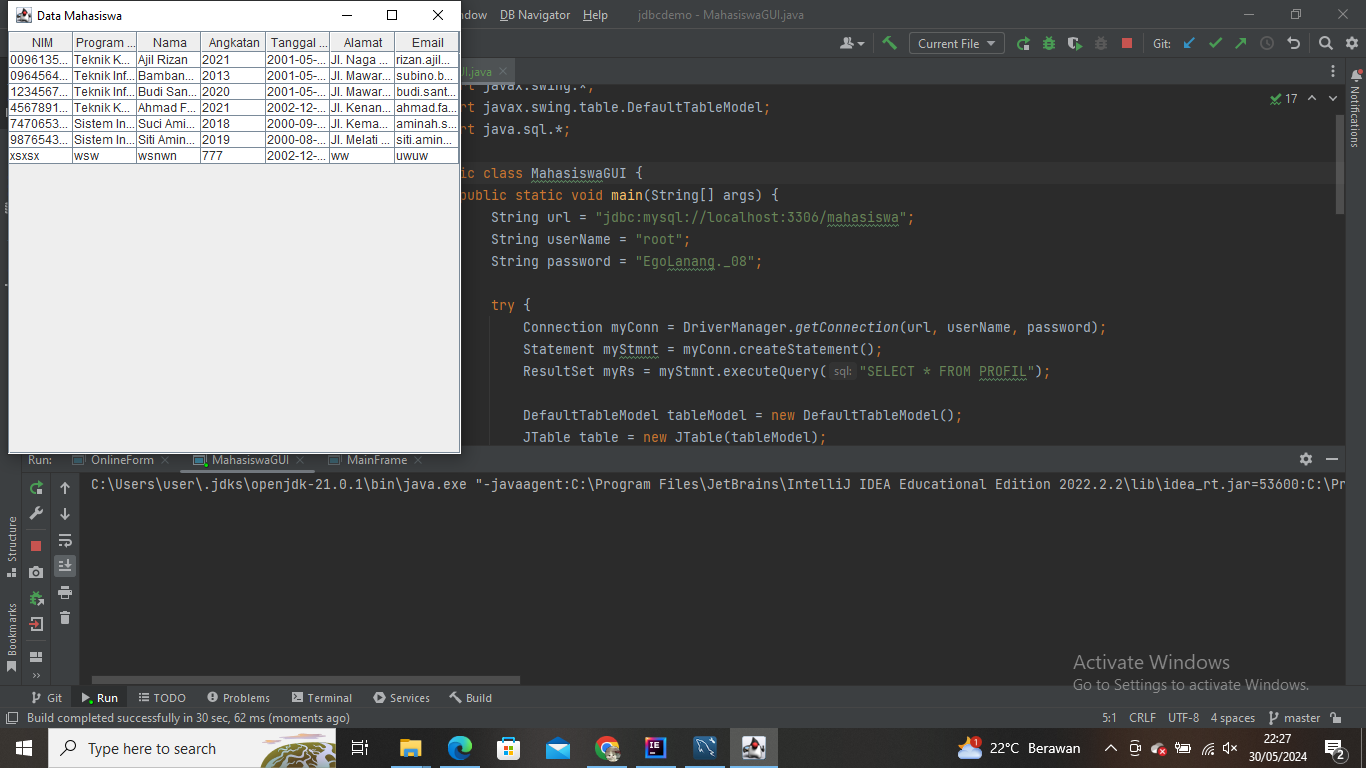 Data Mahasiswa
NIM Program ... Nama Angkatan Tanggal ... Alamat Email
0096135... Teknik K... Ajil Rizan 2021 2001-05-... Jl. Naga ... rizan.ajil...
0964564... Teknik Inf... Bamban... 2013 2001-05-... Jl. Mawar... subino.b...
1234567... Teknik Inf... Budi San... 2020 2001-05-... Jl. Mawar... budi.sant...
4567891... Teknik K... Ahmad F... 2021 2002-12-... Jl. Kenan... ahmad.fa...
7470653... Sistem In... Suci Ami... 2018 2000-09-... Jl. Kema... aminah.s...
9876543... Sistem In... Siti Amin... 2019 2000-08-... Jl. Melati ... siti.amin...
xsxsx wsw wsnwn 777 2002-12-... ww uwuw
ndow DB Navigator Help jdbcdemo - MahasiswaGUI.java
Current File Git:
UI.java
rt javax.swing.*;
rt javax.swing.table.DefaultTableModel;
rt java.sql.*;
17
ic class MahasiswaGUI {
public static void main(String[] args) {
String url = "jdbc:mysql://localhost:3306/mahasiswa";
String userName = "root";
String password = "EgoLanang._08";
try {
Connection myConn = DriverManager.getConnection(url, userName, password);
Statement myStmnt = myConn.createStatement();
ResultSet myRs = myStmnt.executeQuery( sql: "SELECT * FROM PROFIL");
DefaultTableModel tableModel = new DefaultTableModel();
JTable table = new JTable(tableModel);
Notifications
Run: OnlineForm MahasiswaGUI MainFrame
C:\Users\user\.jdks\openjdk-21.0.1\bin\java.exe "-javaagent:C:\Program Files\JetBrains\IntelliJ IDEA Educational Edition 2022.2.2\lib\idea_rt.jar=53600:C:\Pr
Structure
Bookmarks
Activate Windows
Go to Settings to activate Windows.
Git Run TODO Problems Terminal Services Build
Build completed successfully in 30 sec, 62 ms (moments ago) 5:1 CRLF UTF-8 4 spaces master
Type here to search 1 22°C Berawan 22:27
30/05/2024 2